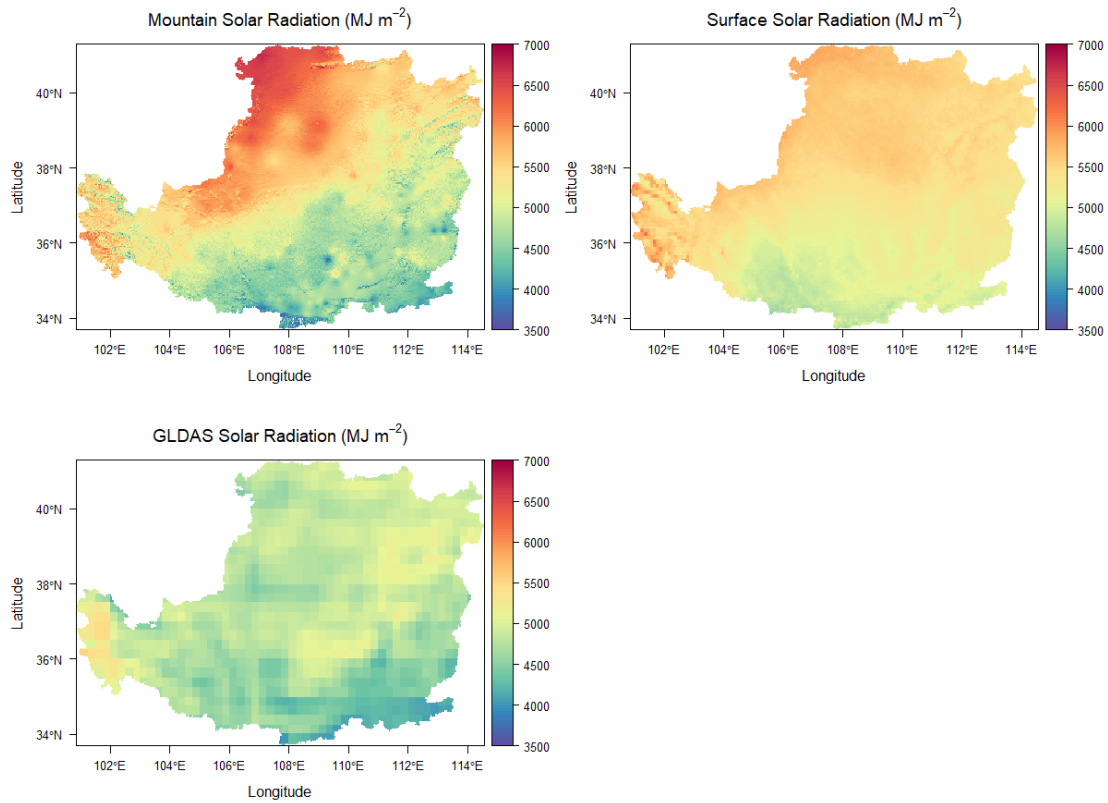 Mountain Solar Radiation (MJ m−2)
7000
6500
6000
5500
5000
4500
4000
3500
40°N
38°N
36°N
34°N
Latitude
102°E 104°E 106°E 108°E 110°E 112°E 114°E
Longitude
Surface Solar Radiation (MJ m−2)
7000
6500
6000
5500
5000
4500
4000
3500
40°N
38°N
36°N
34°N
Latitude
102°E 104°E 106°E 108°E 110°E 112°E 114°E
Longitude
GLDAS Solar Radiation (MJ m−2)
7000
6500
6000
5500
5000
4500
4000
3500
40°N
38°N
36°N
34°N
Latitude
102°E 104°E 106°E 108°E 110°E 112°E 114°E
Longitude